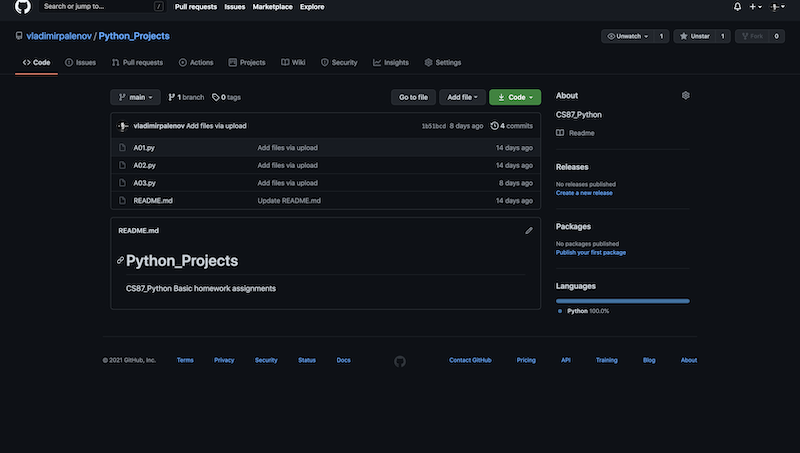 Search or jump to... / Pull requests Issues Marketplace Explore
vladimirpalenov / Python_Projects Unwatch 1 Unstar 1 Fork 0
Code Issues Pull requests Actions Projects Wiki Security Insights Settings
main 1 branch 0 tags Go to file Add file Code
vladimirpalenov Add files via upload 1b51bcd 8 days ago 4 commits
A01.py Add files via upload 14 days ago
A02.py Add files via upload 14 days ago
A03.py Add files via upload 8 days ago
README.md Update README.md 14 days ago
README.md
Python_Projects
CS87_Python Basic homework assignments
About
CS87_Python
Readme
Releases
No releases published
Create a new release
Packages
No packages published
Publish your first package
Languages
Python 100.0%
© 2021 GitHub, Inc. Terms Privacy Security Status Docs Contact GitHub Pricing API Training Blog About